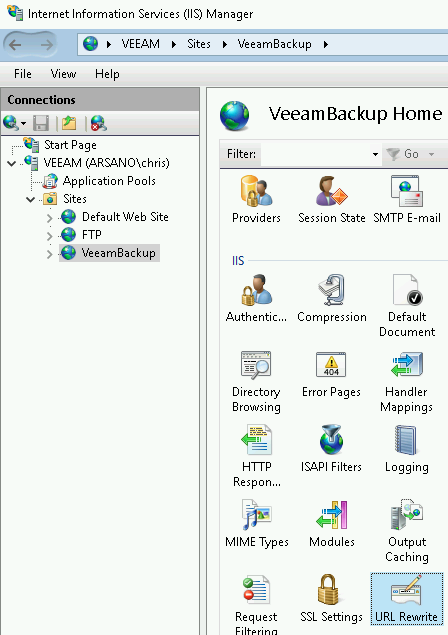 Internet Information Services (IIS) Manager
VEEAM Sites VeeamBackup
File View Help
Connections
Start Page
VEEAM (ARSANO\chris)
Application Pools
Sites
Default Web Site
FTP
VeeamBackup
VeeamBackup Home
Filter: Go
Providers Session State SMTP E-mail
IIS
Authentic... Compression Default
Document
Directory Error Pages Handler
Browsing Mappings
404
HTTP ISAPI Filters Logging
Respon...
MIME Types Modules Output
Caching
Request SSL Settings URL Rewrite
Filtering